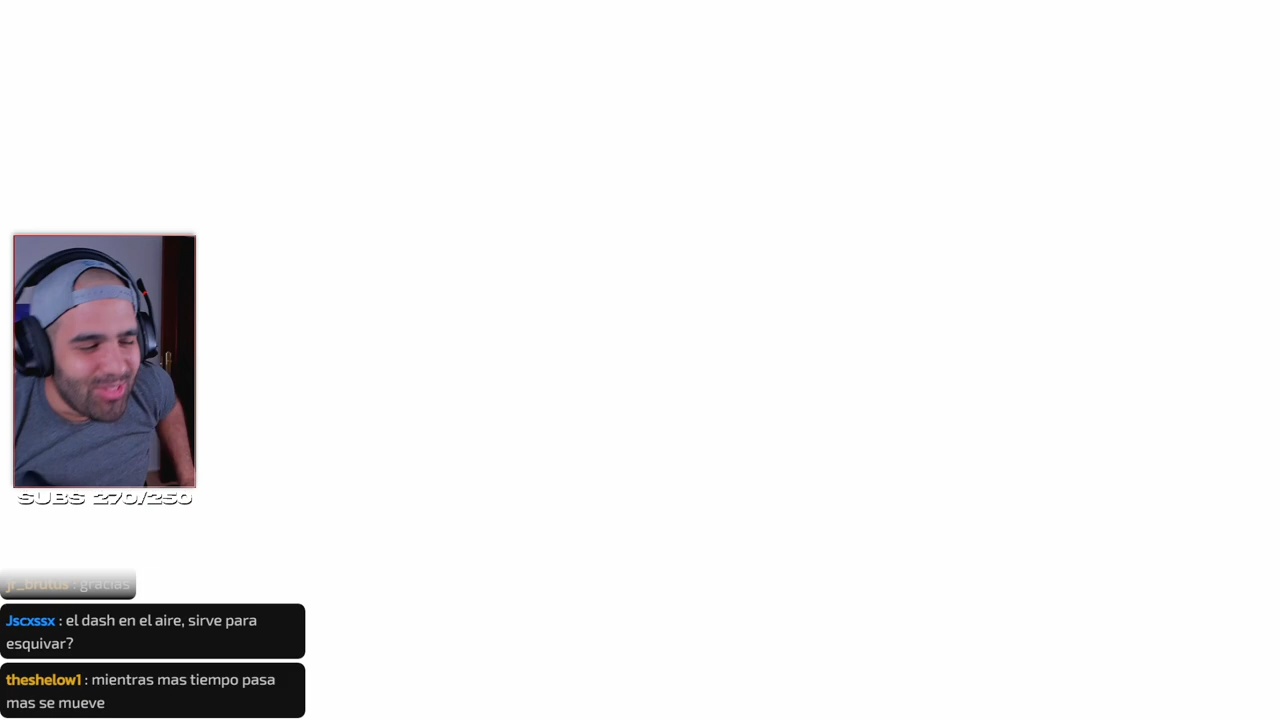 SUBS 270/250
jr_brutus : gracias
Jscxssx : el dash en el aire, sirve para
esquivar?
theshelow1 : mientras mas tiempo pasa
mas se mueve